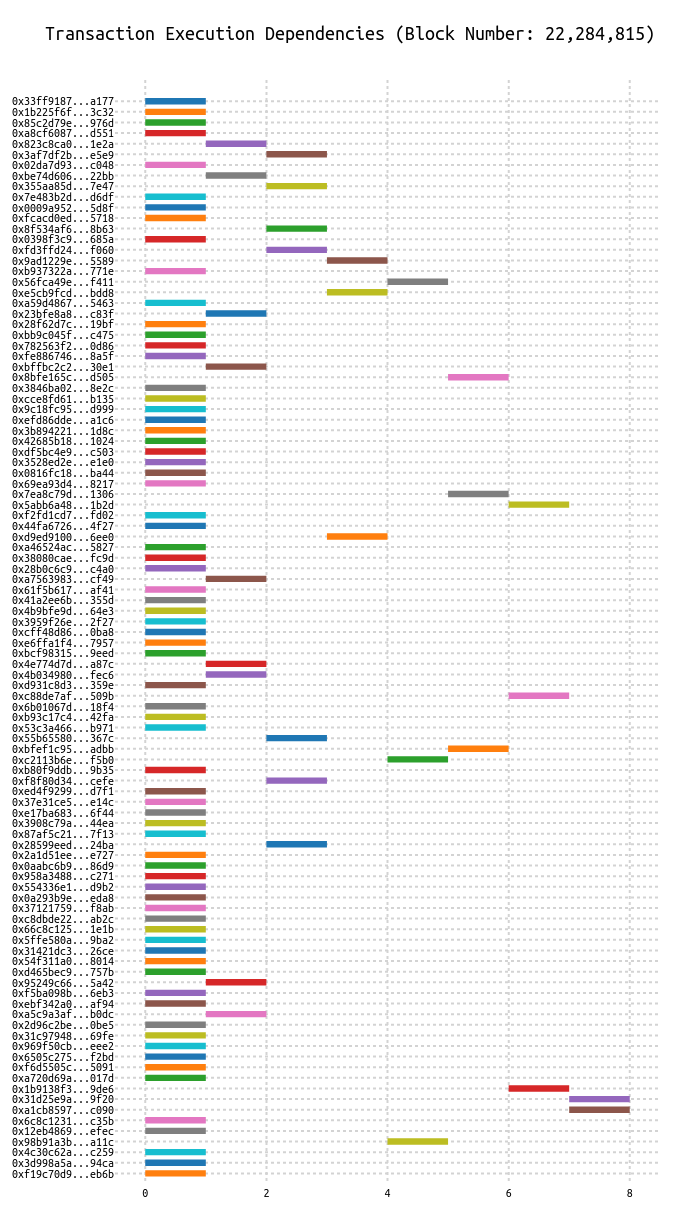 Transaction Execution Dependencies (Block Number: 22,284,815)
0x33ff9187...a177
0x1b225f6f...3c32
0x85c2d79e...976d
0xa8cf6087...d551
0x823c8ca0...1e2a
0x3af7df2b...e5e9
0x02da7d93...c048
0xbe74d606...22bb
0x355aa85d...7e47
0x7e483b2d...d6df
0x0009a952...5d8f
0xfcacd0ed...5718
0x8f534af6...8b63
0x0398f3c9...685a
0xfd3ffd24...f060
0x9ad1229e...5589
0xb937322a...771e
0x56fca49e...f411
0xe5cb9fcd...bdd8
0xa59d4867...5463
0x23bfe8a8...c83f
0x28f62d7c...19bf
0xbb9c045f...c475
0x782563f2...0d86
0xfe886746...8a5f
0xbffbc2c2...30e1
0x8bfe165c...d505
0x3846ba02...8e2c
0xcce8fd61...b135
0x9c18fc95...d999
0xefd86dde...a1c6
0x3b894221...1d8c
0x42685b18...1024
0xdf5bc4e9...c503
0x3528ed2e...e1e0
0x0816fc18...ba44
0x69ea93d4...8217
0x7ea8c79d...1306
0x5abb6a48...1b2d
0xf2fd1cd7...fd02
0x44fa6726...4f27
0xd9ed9100...6ee0
0xa46524ac...5827
0x38080cae...fc9d
0x28b0c6c9...c4a0
0xa7563983...cf49
0x61f5b617...af41
0x41a2ee6b...355d
0x4b9bfe9d...64e3
0x3959f26e...2f27
0xcff48d86...0ba8
0xe6ffa1f4...7957
0xbcf98315...9eed
0x4e774d7d...a87c
0x4b034980...fec6
0xd931c8d3...359e
0xc88de7af...509b
0x6b01067d...18f4
0xb93c17c4...42fa
0x53c3a466...b971
0x55b65580...367c
0xbfef1c95...adbb
0xc2113b6e...f5b0
0xb80f9ddb...9b35
0xf8f80d34...cefe
0xed4f9299...d7f1
0x37e31ce5...e14c
0xe17ba683...6f44
0x3908c79a...44ea
0x87af5c21...7f13
0x28599eed...24ba
0x2a1d51ee...e727
0x0aabc6b9...86d9
0x958a3488...c271
0x554336e1...d9b2
0x0a293b9e...eda8
0x37121759...f8ab
0xc8dbde22...ab2c
0x66c8c125...1e1b
0x5ffe580a...9ba2
0x31421dc3...26ce
0x54f311a0...8014
0xd465bec9...757b
0x95249c66...5a42
0xf5ba098b...6eb3
0xebf342a0...af94
0xa5c9a3af...b0dc
0x2d96c2be...0be5
0x31c97948...69fe
0x969f50cb...eee2
0x6505c275...f2bd
0xf6d5505c...5091
0xa720d69a...017d
0x1b9138f3...9de6
0x31d25e9a...9f20
0xa1cb8597...c090
0x6c8c1231...c35b
0x12eb4869...efec
0x98b91a3b...a11c
0x4c30c62a...c259
0x3d998a5a...94ca
0xf19c70d9...eb6b
0 2 4 6 8